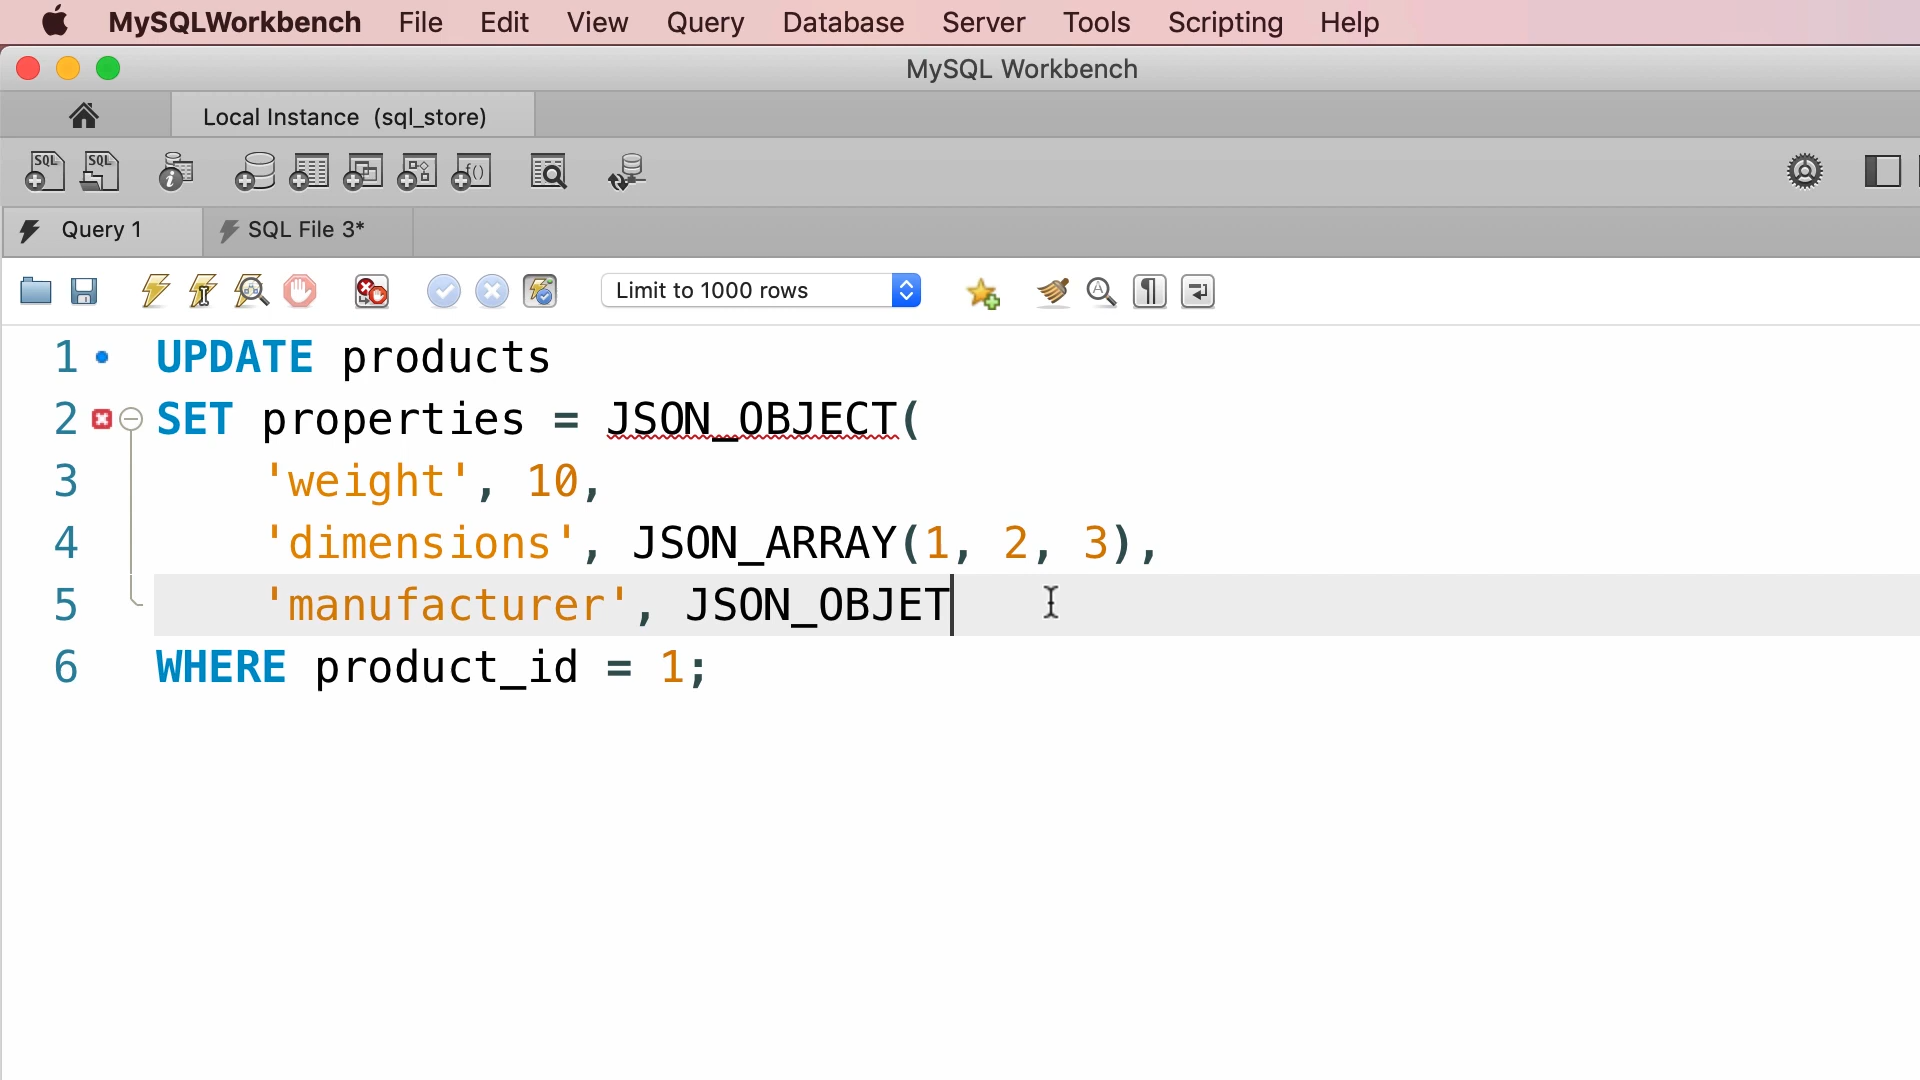 MySQLWorkbench File Edit View Query Database Server Tools Scripting Help
MySQL Workbench
Local Instance (sql_store)
SQL SQL
Query 1 SQL File 3*
Limit to 1000 rows
1 UPDATE products
2 SET properties = JSON_OBJECT(
3 'weight', 10,
4 'dimensions', JSON_ARRAY(1, 2, 3),
5 'manufacturer', JSON_OBJET
6 WHERE product_id = 1;